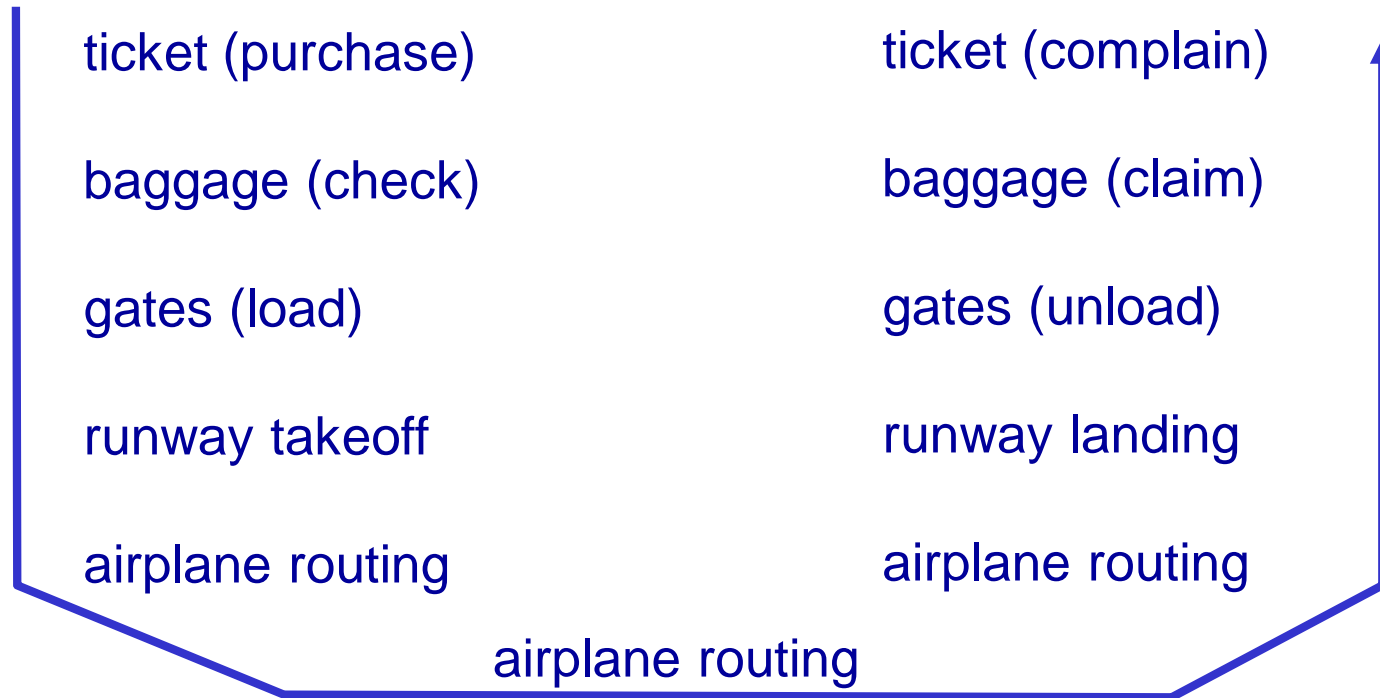 ticket (purchase)
baggage (check)
gates (load)
runway takeoff
airplane routing
ticket (complain)
baggage (claim)
gates (unload)
runway landing
airplane routing
airplane routing